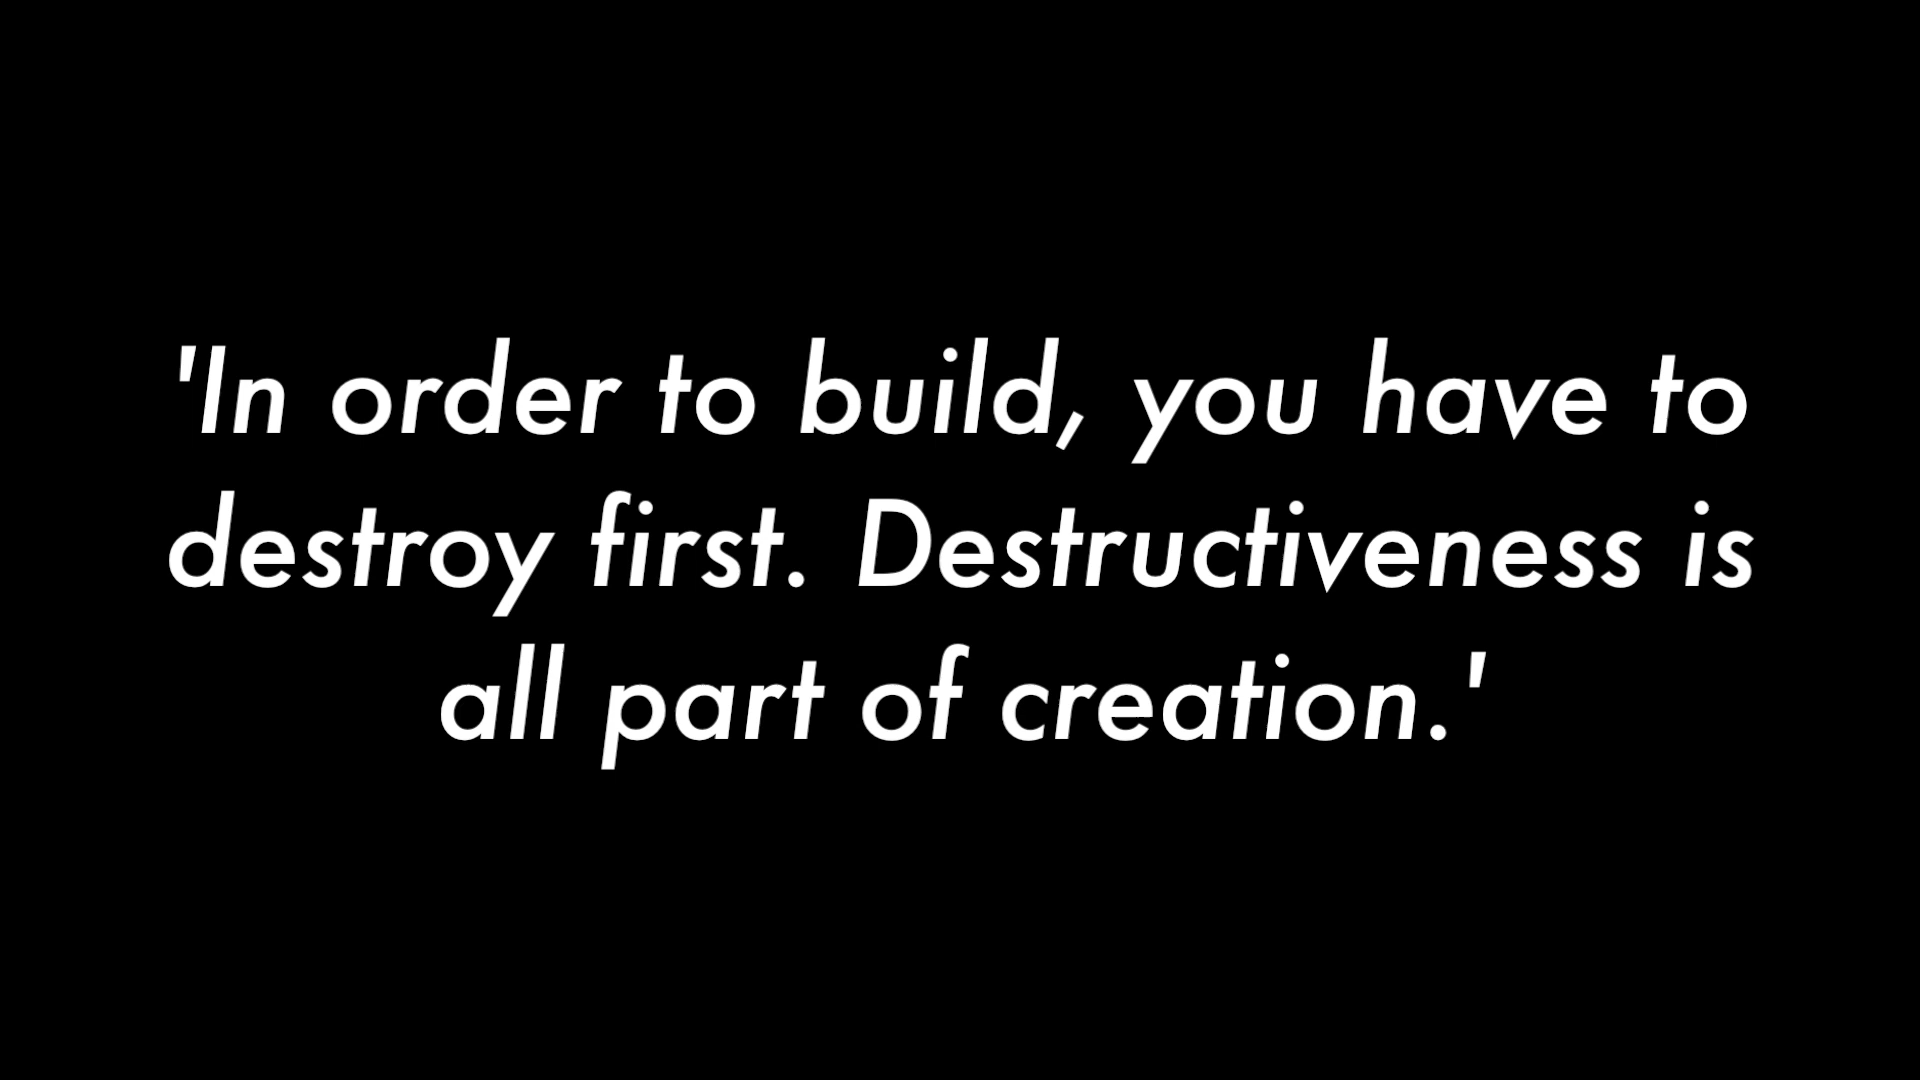 'In order to build, you have to
destroy first. Destructiveness is
all part of creation.'